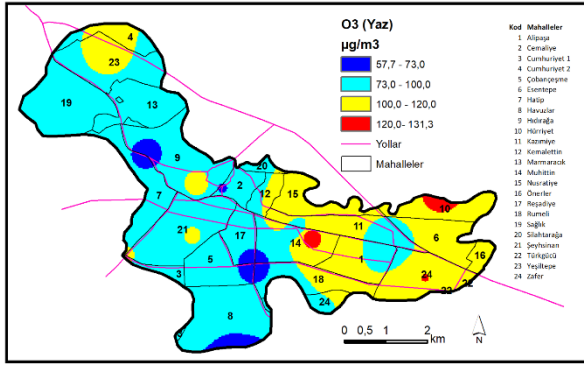 O3 (Yaz)
µg/m3
57,7 - 73,0
73,0 - 100,0
100,0 - 120,0
120,0- 131,3
Yollar
Mahalleler
Kod Mahalleler
1 Alipaşa
2 Cemaliye
3 Cumhuriyet 1
4 Cumhuriyet 2
5 Çobançeşme
6 Esentepe
7 Hatip
8 Havuzlar
9 Hıdırağa
10 Hürriyet
11 Kazımiye
12 Kemalettin
13 Marmaracık
14 Muhittin
15 Nusratiye
16 Önerler
17 Reşadiye
18 Rumeli
19 Sağlık
20 Silahtarağa
21 Şeyhsinan
22 Türkgücü
23 Yeşiltepe
24 Zafer
4
23
19
13
9
20
2
12
15
10
7
11
6
21
17
14
5
1
16
3
18
24
22
22
24
8
0 0,5 1 2
km
N